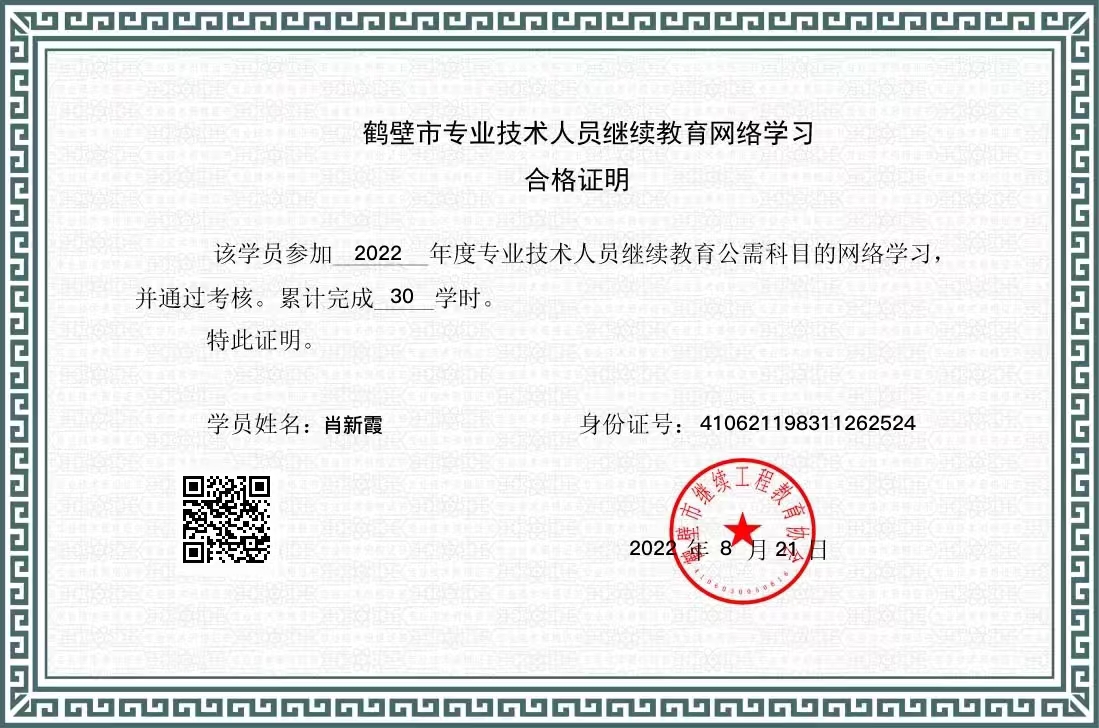 鹤壁市专业技术人员继续教育网络学习
合格证明
该学员参加 2022 年度专业技术人员继续教育公需科目的网络学习，
并通过考核。累计完成 30 学时。
特此证明。
学员姓名：肖新霞 身份证号：410621198311262524
鹤壁市继续工程教育协会
2022 年 8 月 21 日